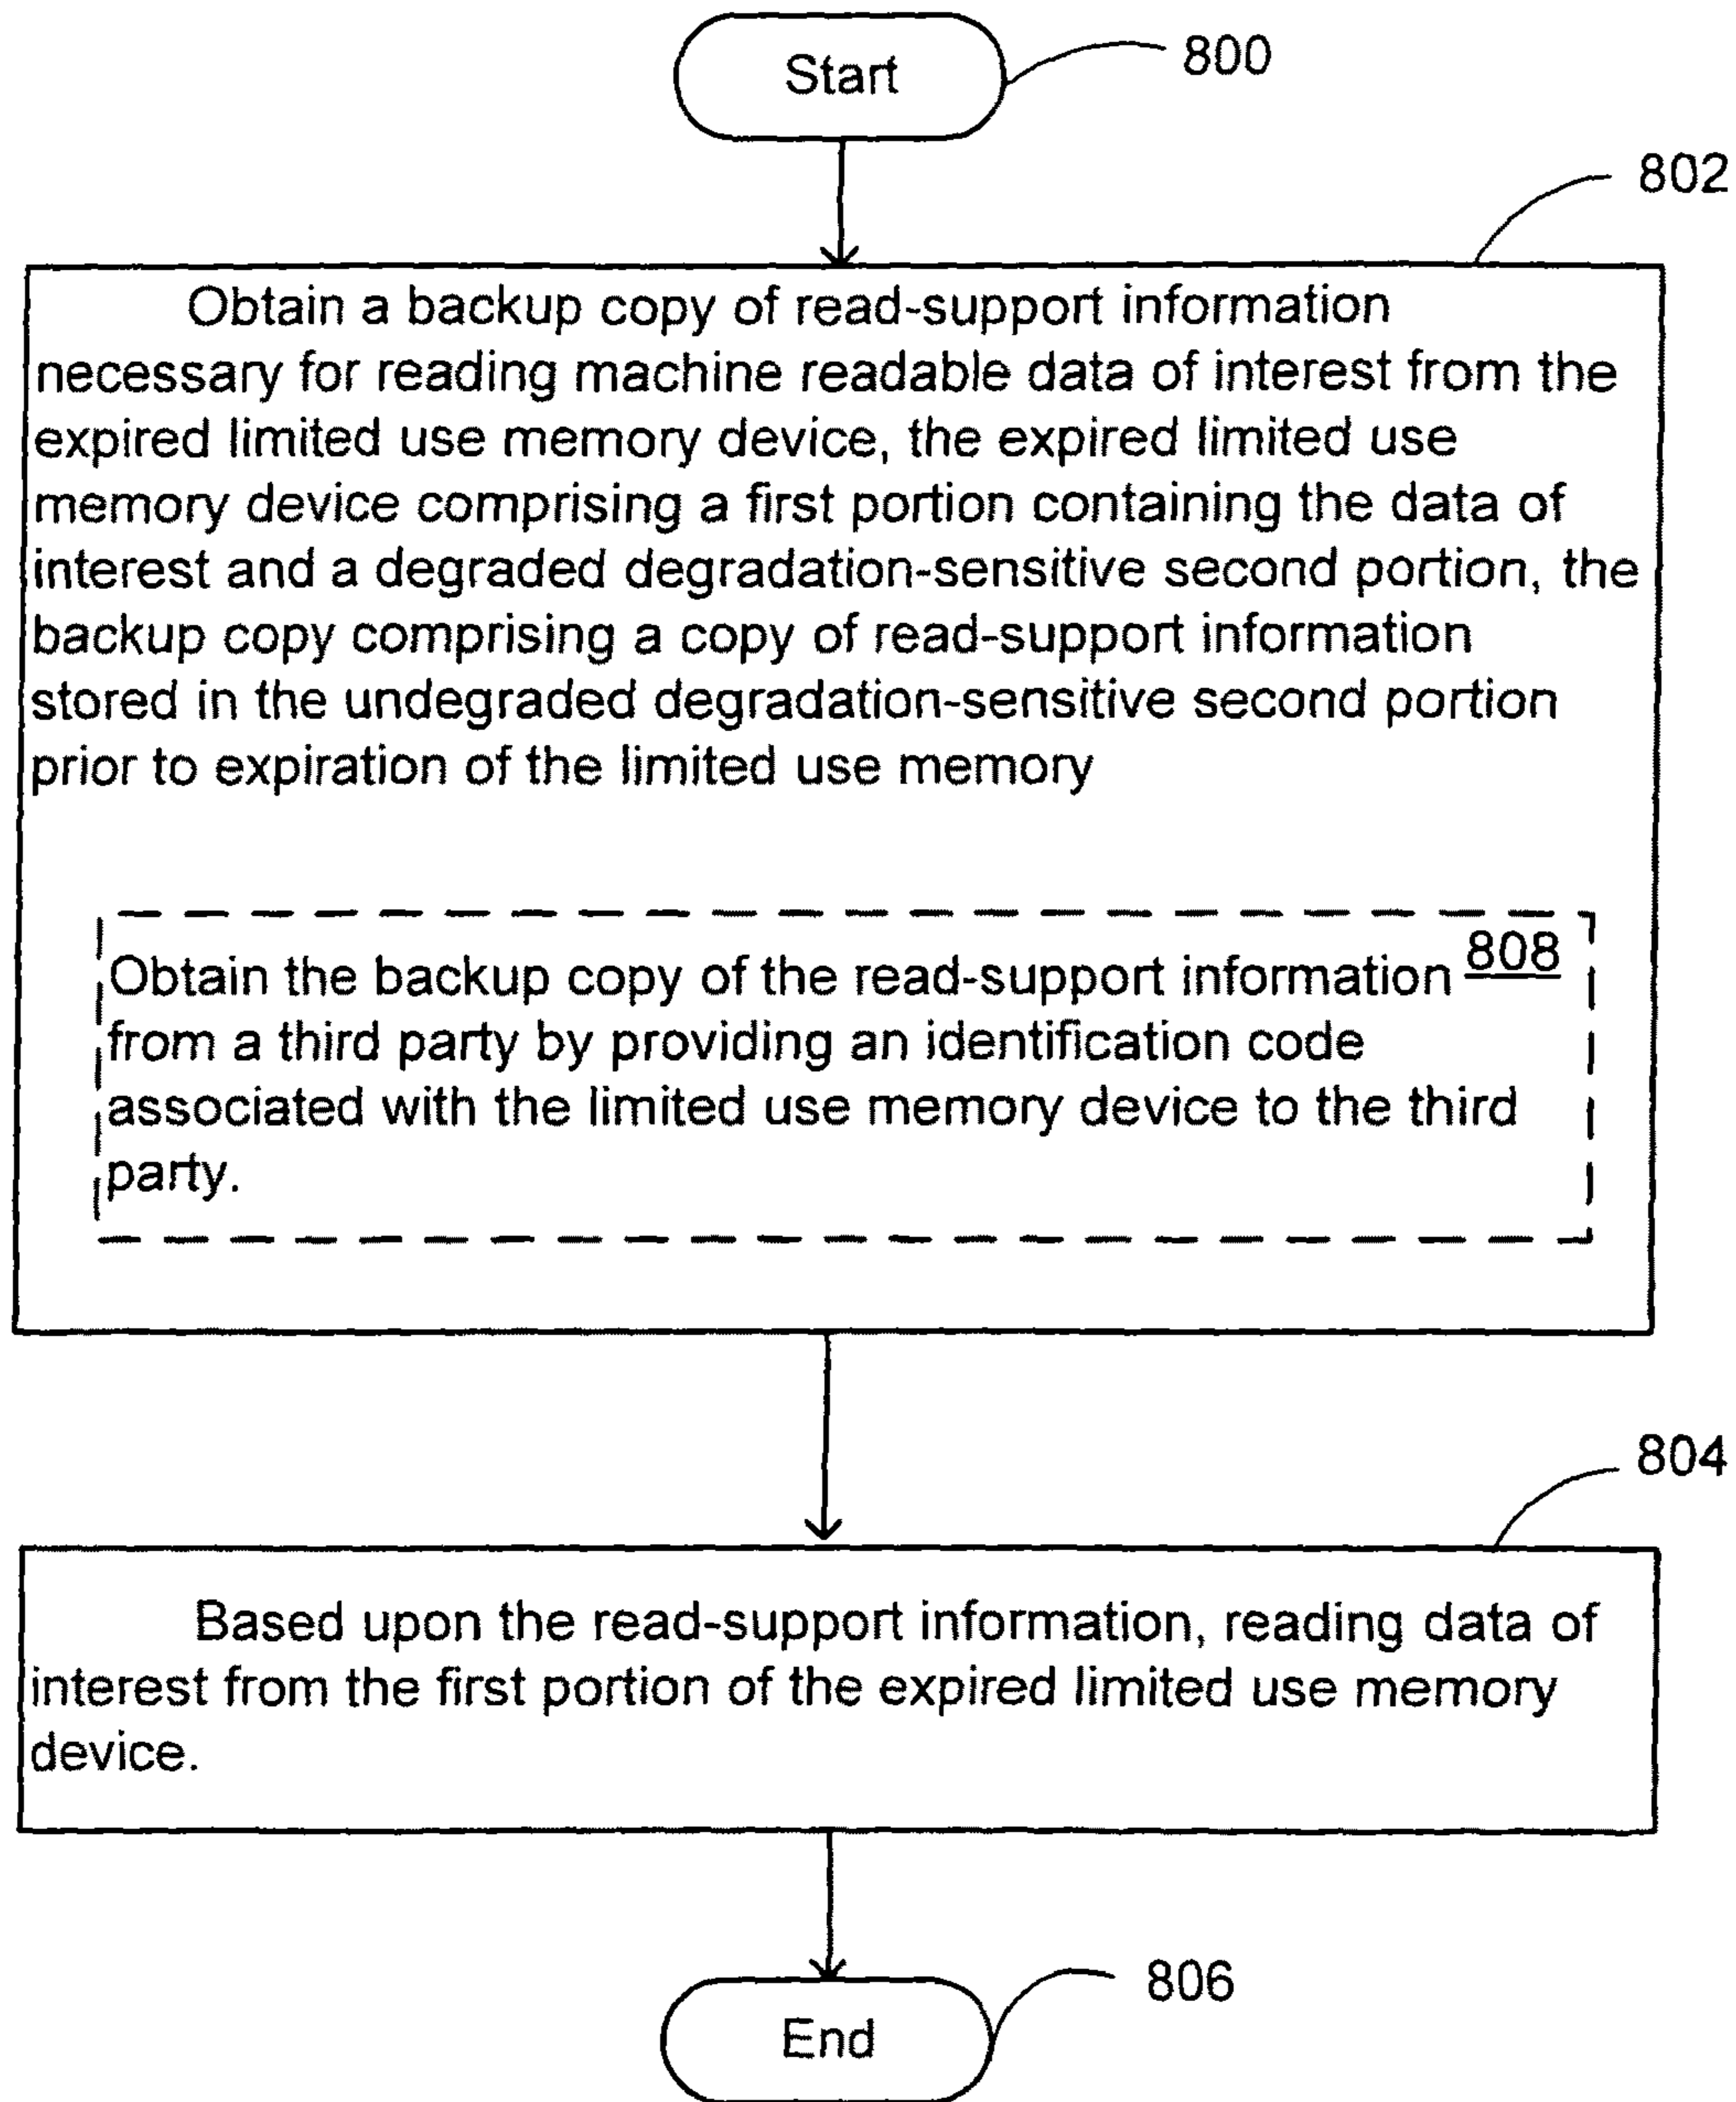 Start
800
802
Obtain a backup copy of read-support information
necessary for reading machine readable data of interest from the
expired limited use memory device, the expired limited use
memory device comprising a first portion containing the data of
interest and a degraded degradation-sensitive second portion, the
backup copy comprising a copy of read-support information
stored in the undegraded degradation-sensitive second portion
prior to expiration of the limited use memory
Obtain the backup copy of the read-support information 808
from a third party by providing an identification code
associated with the limited use memory device to the third
party.
804
Based upon the read-support information, reading data of
interest from the first portion of the expired limited use memory
device.
806
End